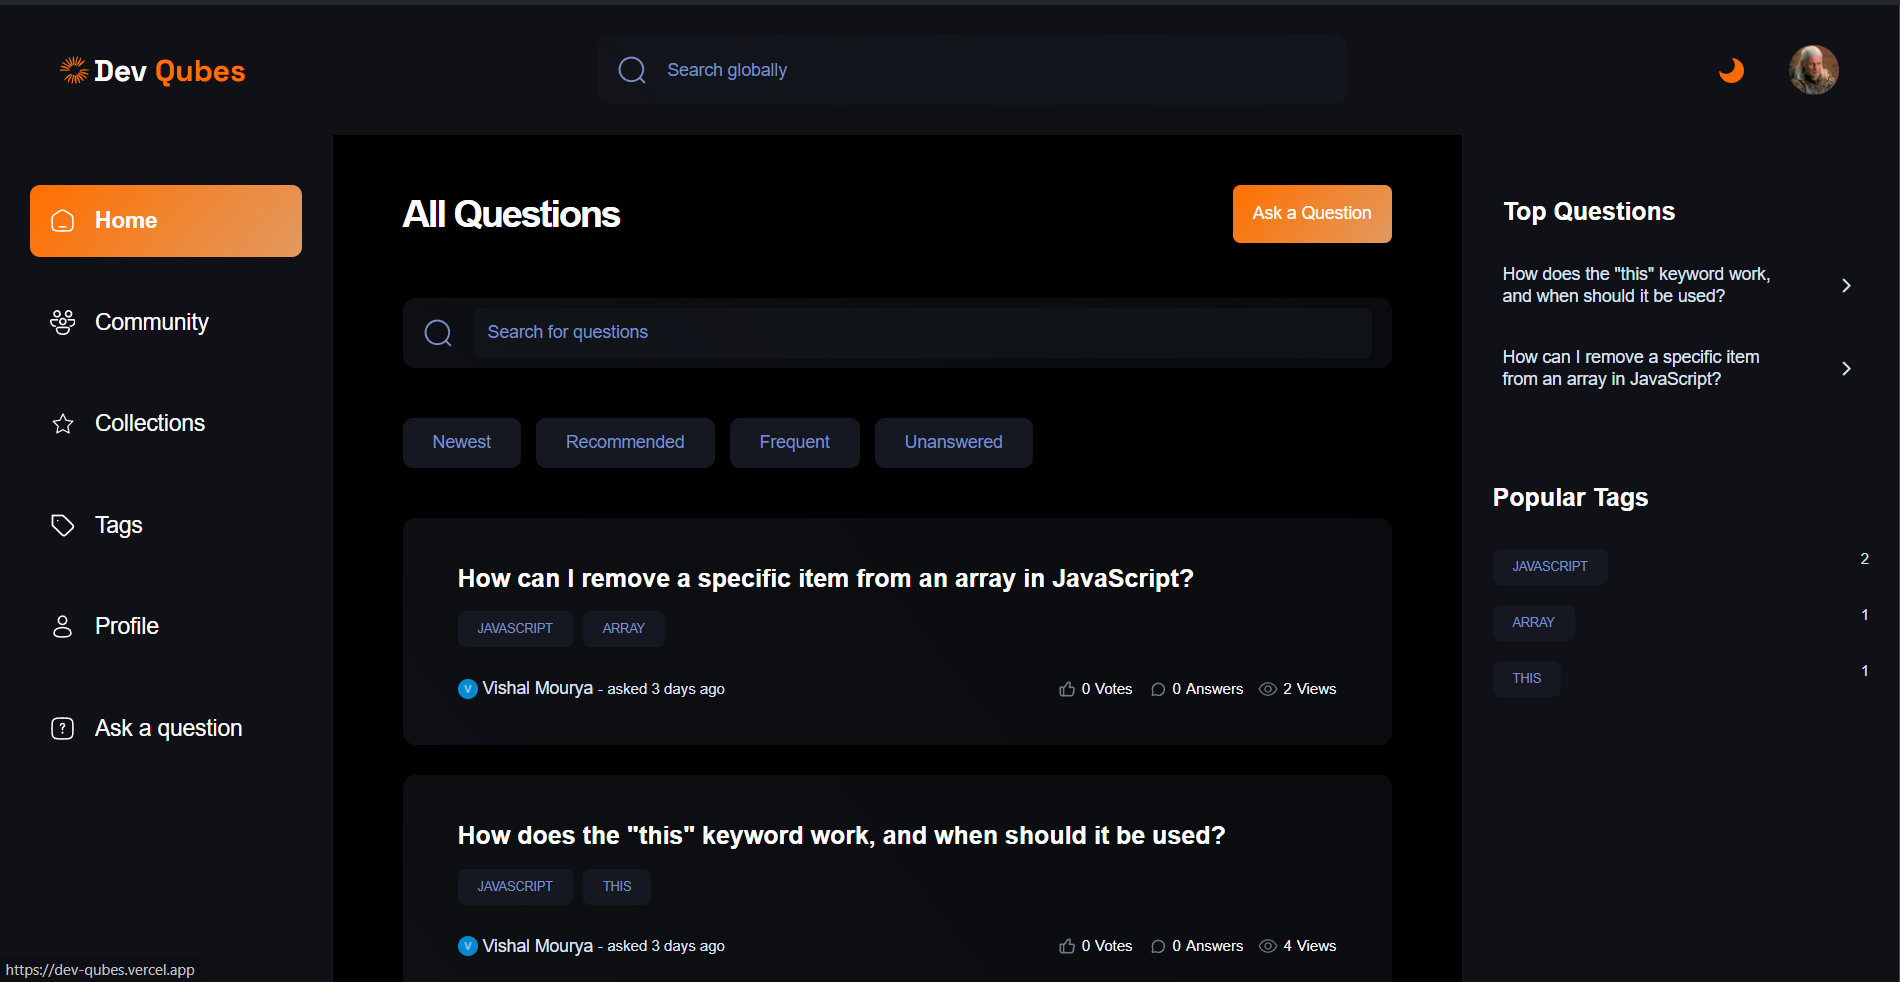 Dev Qubes
Search globally
Home
Community
Collections
Tags
Profile
Ask a question
All Questions
Ask a Question
Search for questions
Newest
Recommended
Frequent
Unanswered
How can I remove a specific item from an array in JavaScript?
JAVASCRIPT
ARRAY
V Vishal Mourya - asked 3 days ago
0 Votes
0 Answers
2 Views
How does the "this" keyword work, and when should it be used?
JAVASCRIPT
THIS
V Vishal Mourya - asked 3 days ago
0 Votes
0 Answers
4 Views
Top Questions
How does the "this" keyword work,
and when should it be used?
How can I remove a specific item
from an array in JavaScript?
Popular Tags
JAVASCRIPT 2
ARRAY 1
THIS 1
https://dev-qubes.vercel.app